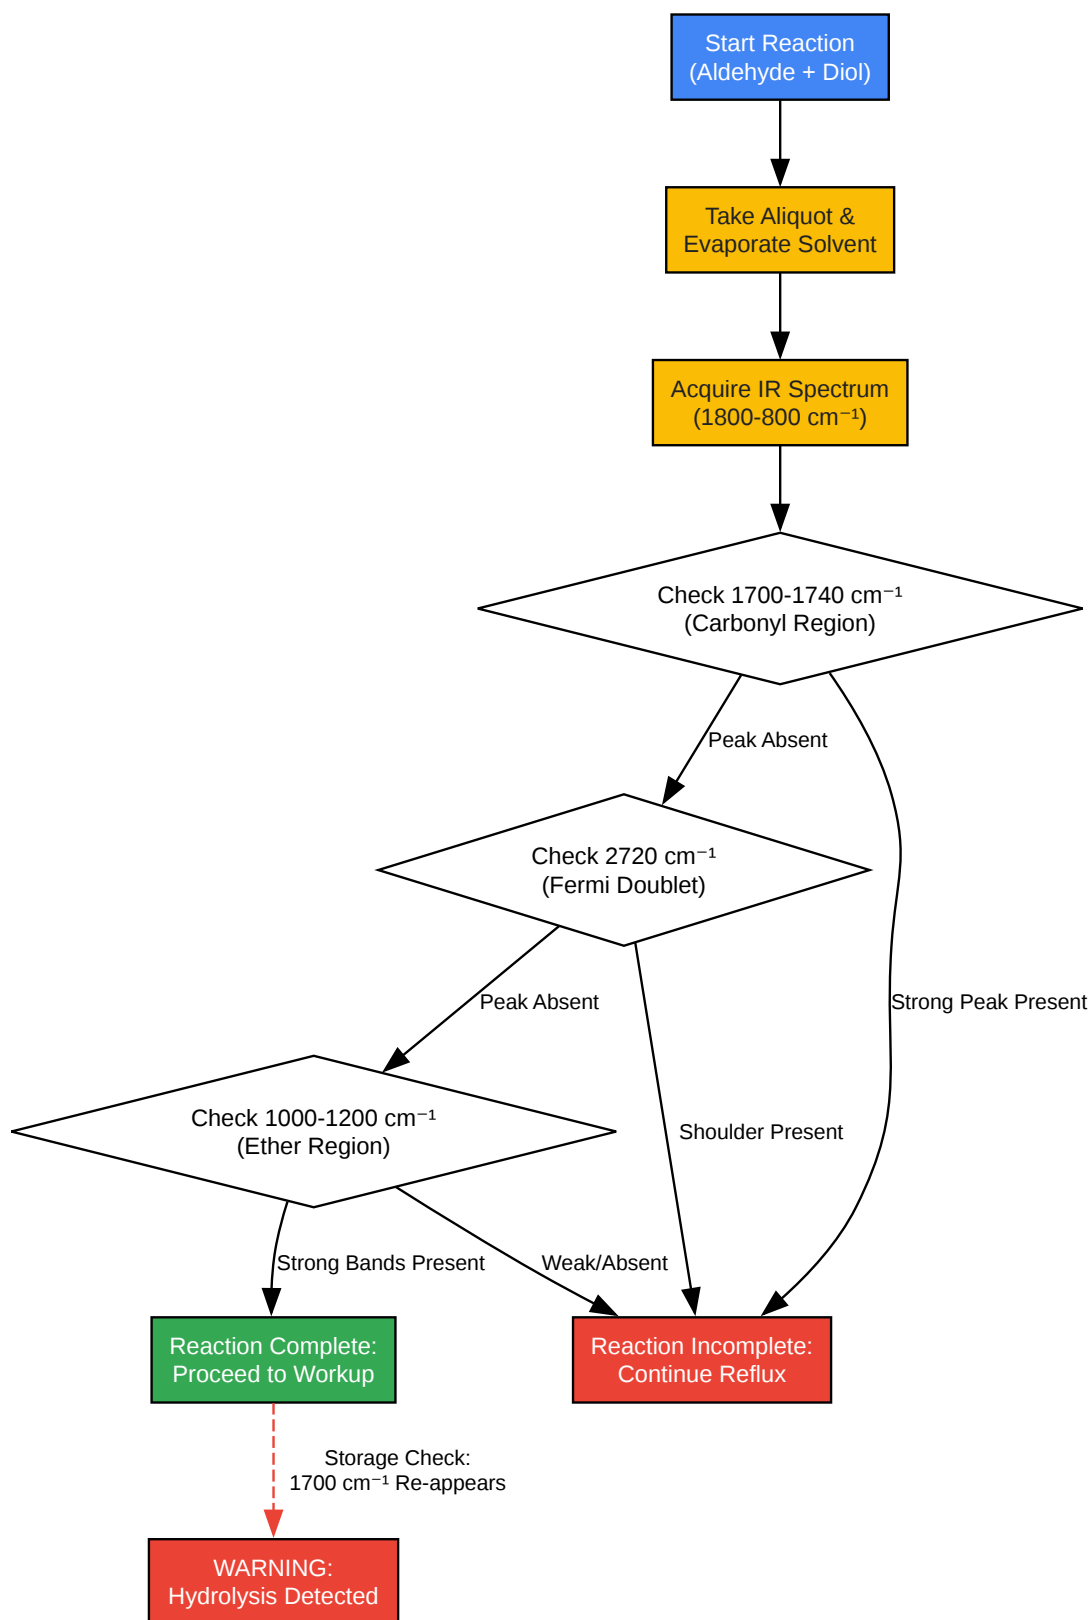 Start Reaction
(Aldehyde + Diol)
Take Aliquot &
Evaporate Solvent
Acquire IR Spectrum
(1800-800 cm⁻¹)
Check 1700-1740 cm⁻¹
(Carbonyl Region)
Peak Absent
Check 2720 cm⁻¹
(Fermi Doublet)
Peak Absent
Strong Peak Present
Check 1000-1200 cm⁻¹
(Ether Region)
Shoulder Present
Strong Bands Present
Weak/Absent
Reaction Complete:
Proceed to Workup
Reaction Incomplete:
Continue Reflux
Storage Check:
1700 cm⁻¹ Re-appears
WARNING:
Hydrolysis Detected